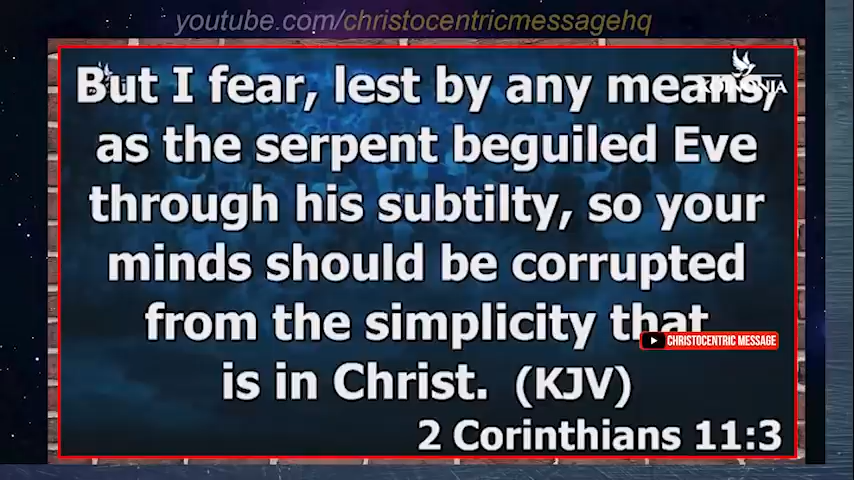 youtube.com/christocentricmessagehq
KOINONIA
But I fear, lest by any means,
as the serpent beguiled Eve
through his subtilty, so your
minds should be corrupted
from the simplicity that
CHRISTOCENTRIC MESSAGE
is in Christ. (KJV)
2 Corinthians 11:3